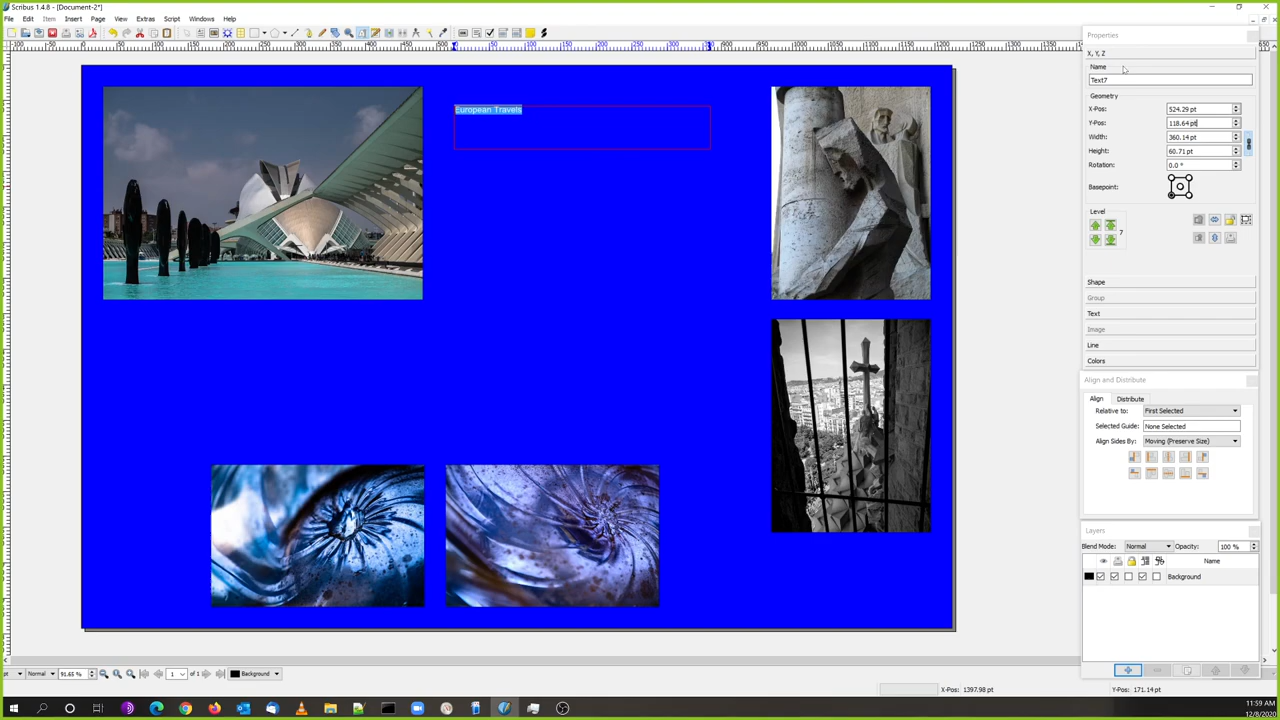 Scribus 1.4.8 - [Document-2*]
File Edit Item Insert Page View Extras Script Windows Help
European Travels
Properties
X, Y, Z
Name
Text7
Geometry
X-Pos: 524.29 pt
Y-Pos: 118.64 pt
Width: 360.14 pt
Height: 60.71 pt
Rotation: 0.0 °
Basepoint:
Level
7
Shape
Group
Text
Image
Line
Colors
Align and Distribute
Align Distribute
Relative to: First Selected
Selected Guide: None Selected
Align Sides By: Moving (Preserve Size)
Layers
Blend Mode: Normal Opacity: 100 %
Name
Background
pt Normal 91.65 % 1 of 1 Background
X-Pos: 1397.98 pt Y-Pos: 171.14 pt
11:59 AM
12/8/2020